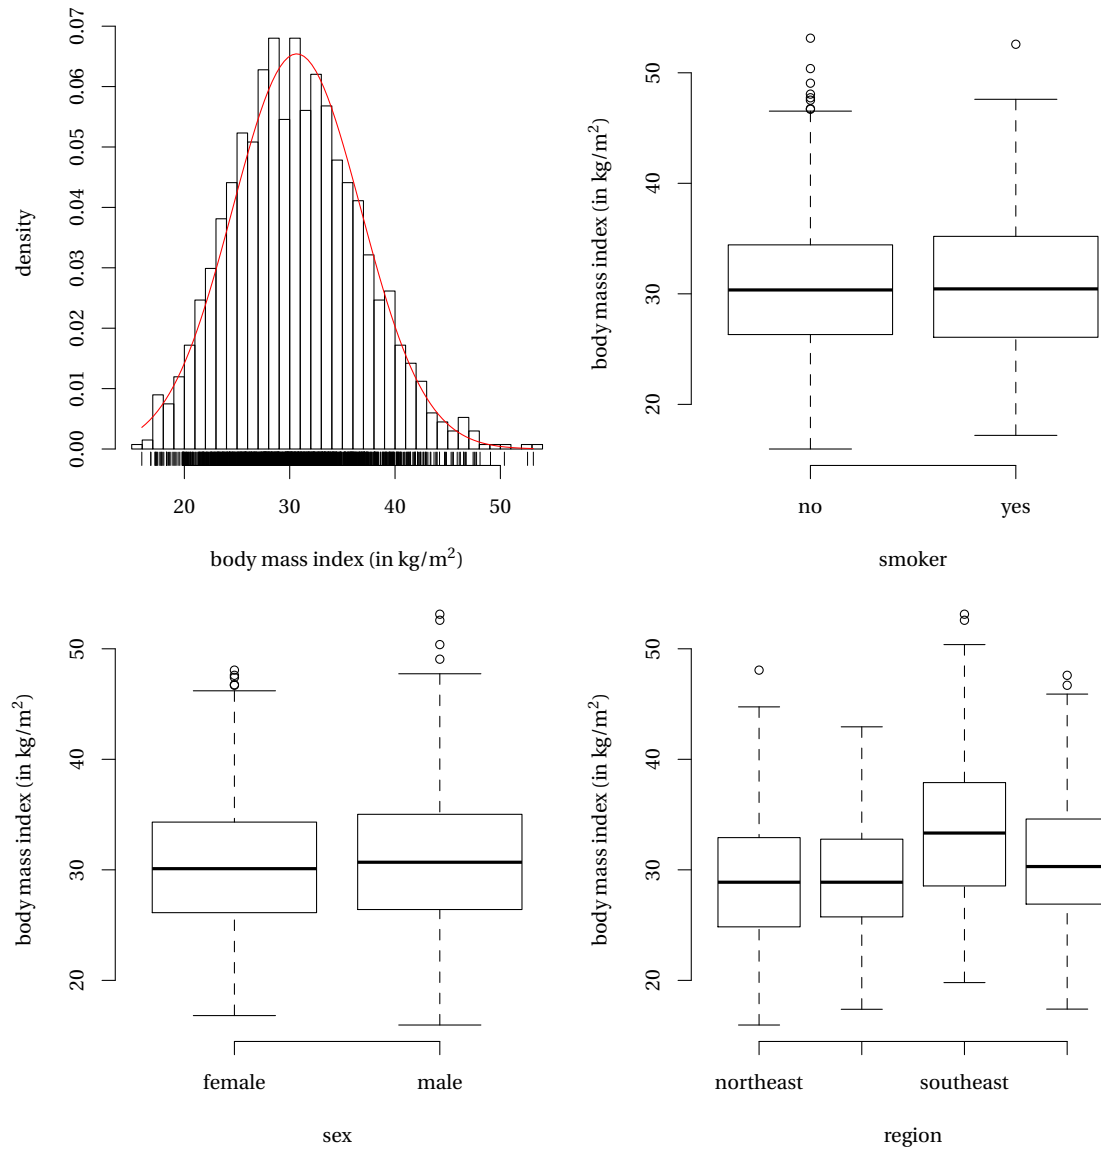 0.00 0.01 0.02 0.03 0.04 0.05 0.06 0.07
density
20 30 40 50
body mass index (in kg/m²)
20 30 40 50
body mass index (in kg/m²)
no yes
smoker
20 30 40 50
body mass index (in kg/m²)
female male
sex
20 30 40 50
body mass index (in kg/m²)
northeast southeast
region